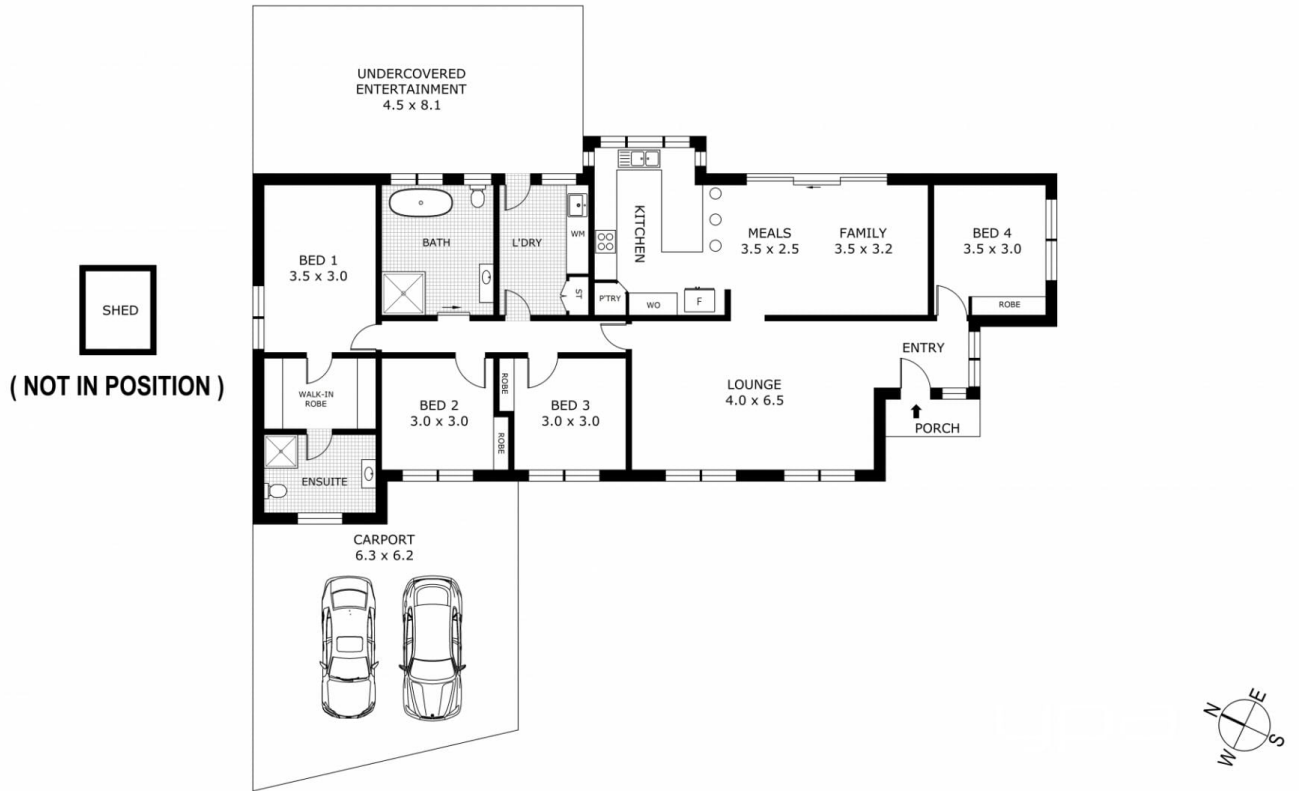 UNDERCOVERED
ENTERTAINMENT
4.5 x 8.1
KITCHEN
MEALS
3.5 x 2.5
FAMILY
3.5 x 3.2
BED 4
3.5 x 3.0
ROBE
BED 1
3.5 x 3.0
BATH
L'DRY
WM
ST
P'TRY
WO
F
SHED
( NOT IN POSITION )
ENTRY
LOUNGE
4.0 x 6.5
WALK-IN
ROBE
BED 2
3.0 x 3.0
ROBE
ROBE
BED 3
3.0 x 3.0
PORCH
ENSUITE
CARPORT
6.3 x 6.2
N
E
S
W